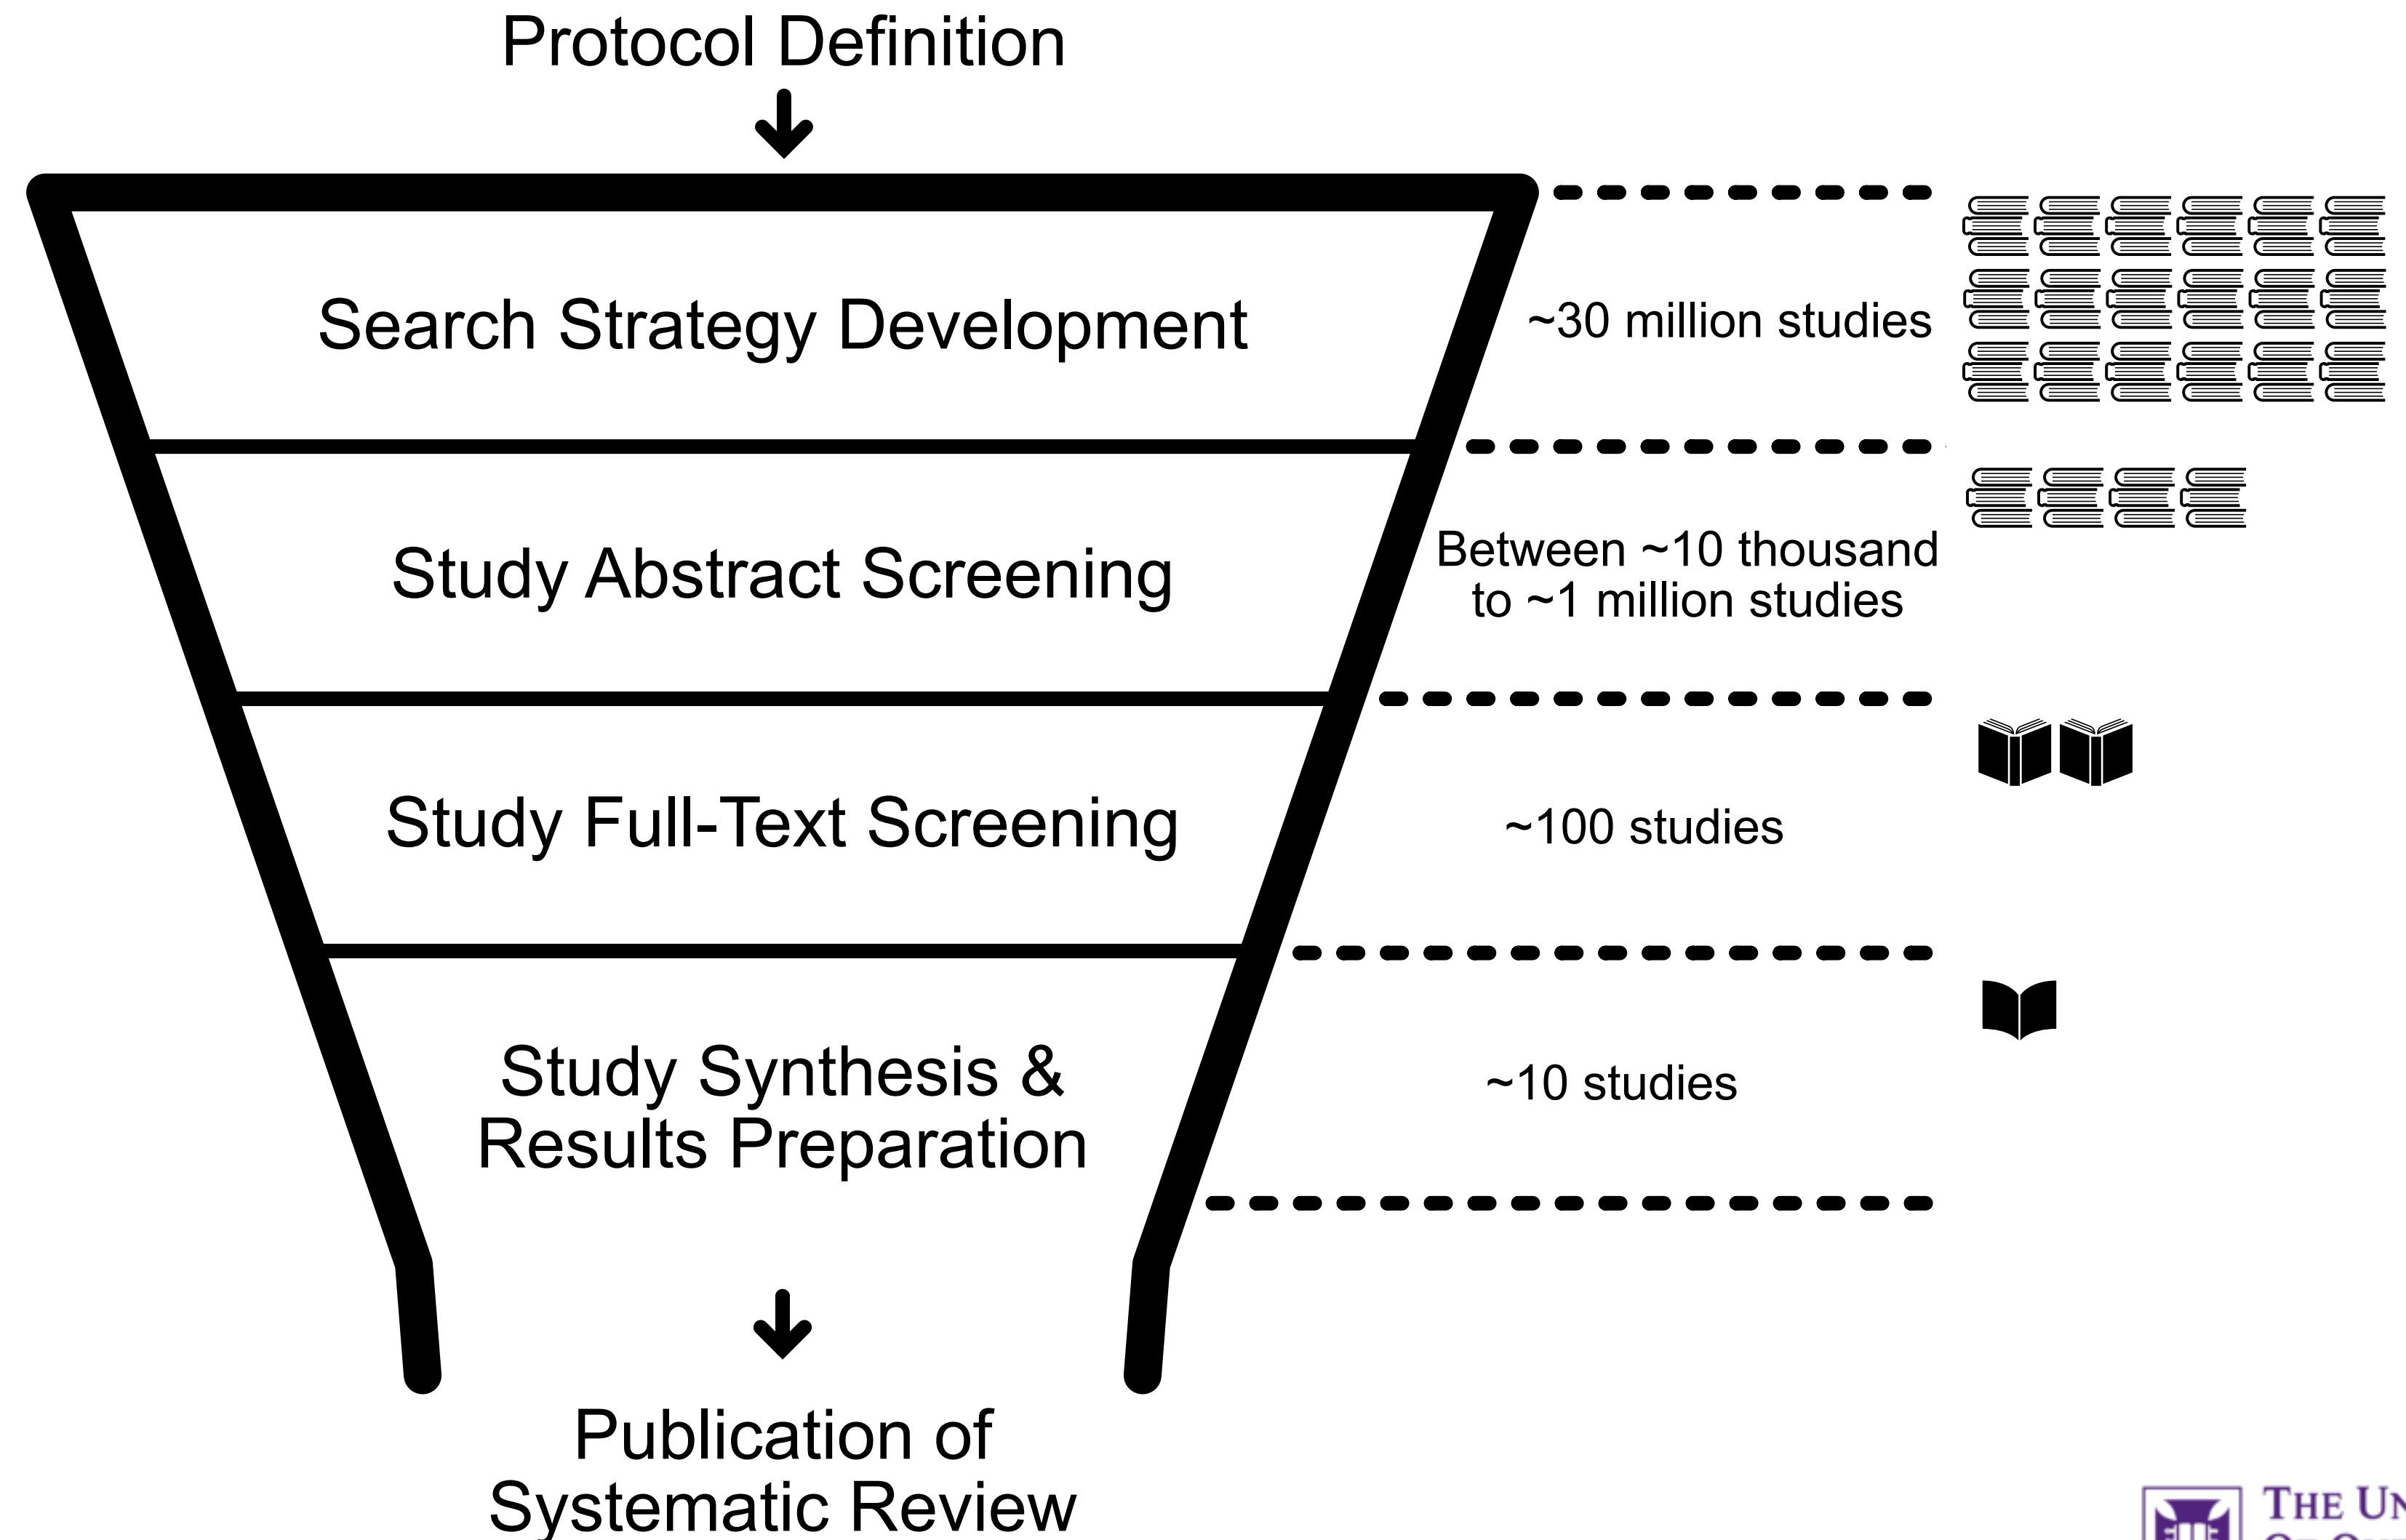 Protocol Definition
Search Strategy Development
~30 million studies
Study Abstract Screening
Between ~10 thousand
to ~1 million studies
Study Full-Text Screening
~100 studies
Study Synthesis &
Results Preparation
~10 studies
Publication of
Systematic Review
THE